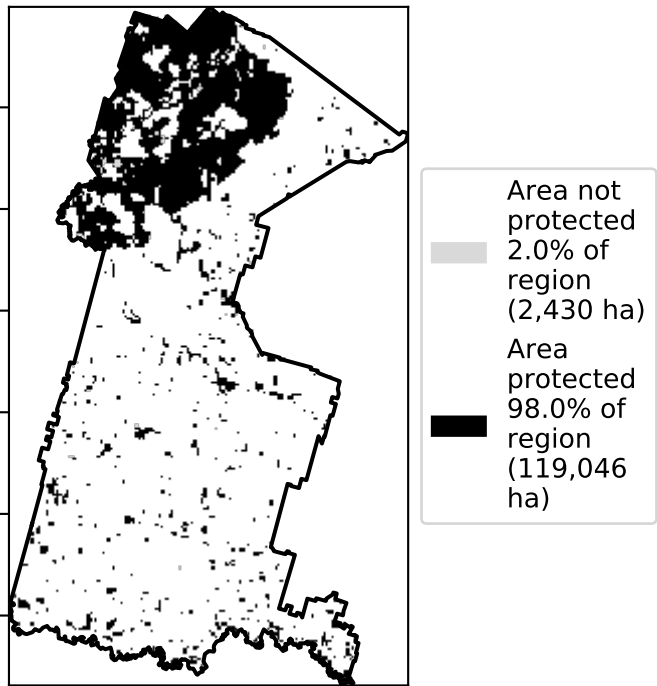 Area not
protected
2.0% of
region
(2,430 ha)
Area
protected
98.0% of
region
(119,046
ha)